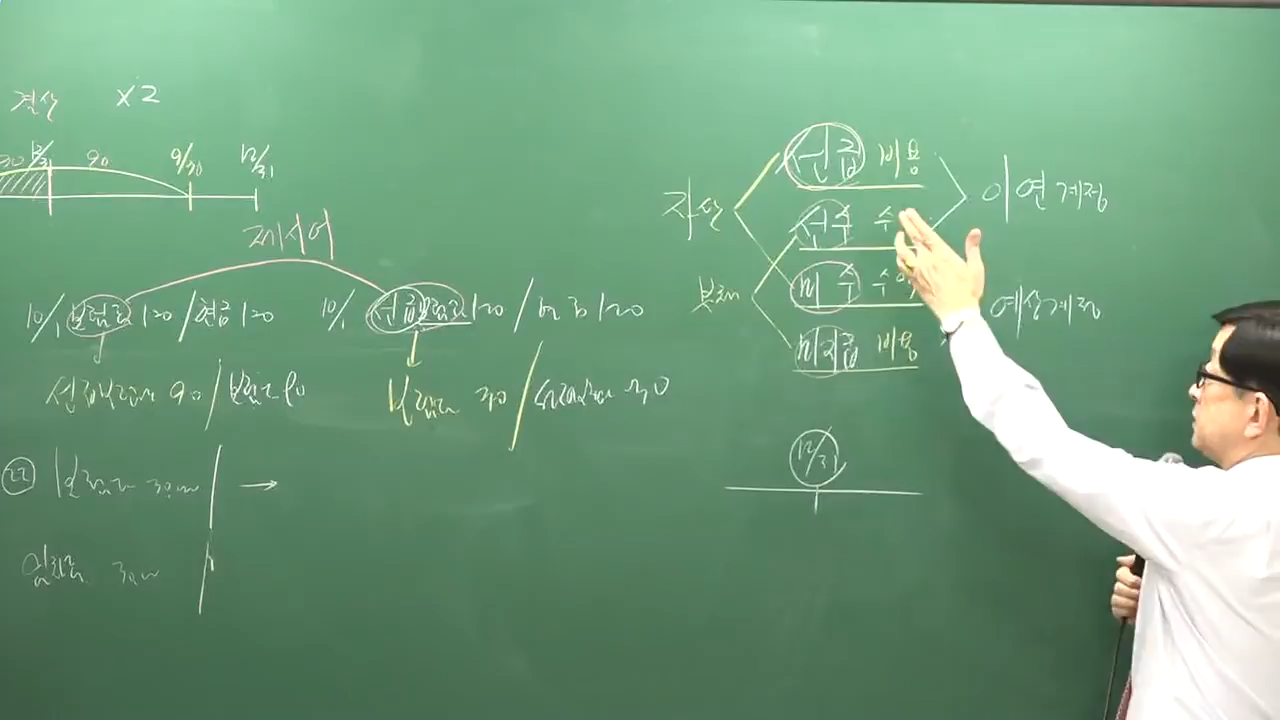 결산 X2
30 12/31 90 9/30 12/31
재시어
10/1 보험료 120 / 현금 120
10/1 선급보험료 120 / 현금 120
선급보험료 90 / 보험료 90
보험료 30 / 선급보험료 30
22 보험료
자산
부채
선급 비용
선수 수
미수 수익
미지급 비용
이연계정
예상계정
12/31